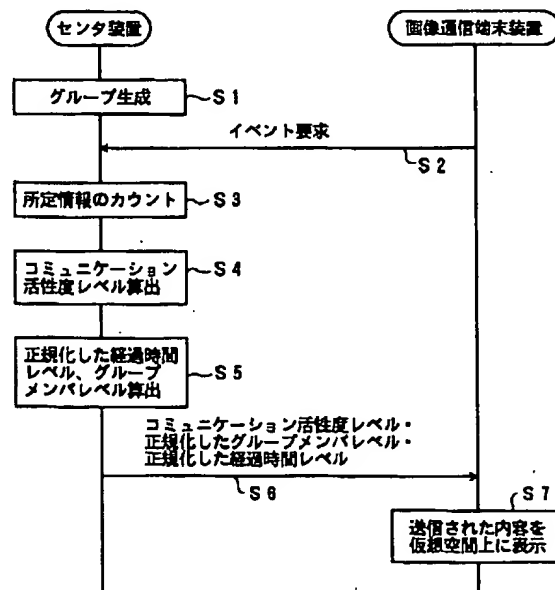 センタ装置
画像通信端末装置
グループ生成
S1
イベント要求
S2
所定情報のカウント
S3
コミュニケーション
活性度レベル算出
S4
正規化した経過時間
レベル、グループ
メンバレベル算出
S5
コミュニケーション活性度レベル・
正規化したグループメンバレベル・
正規化した経過時間レベル
S6
S7
送信された内容を
仮想空間上に表示